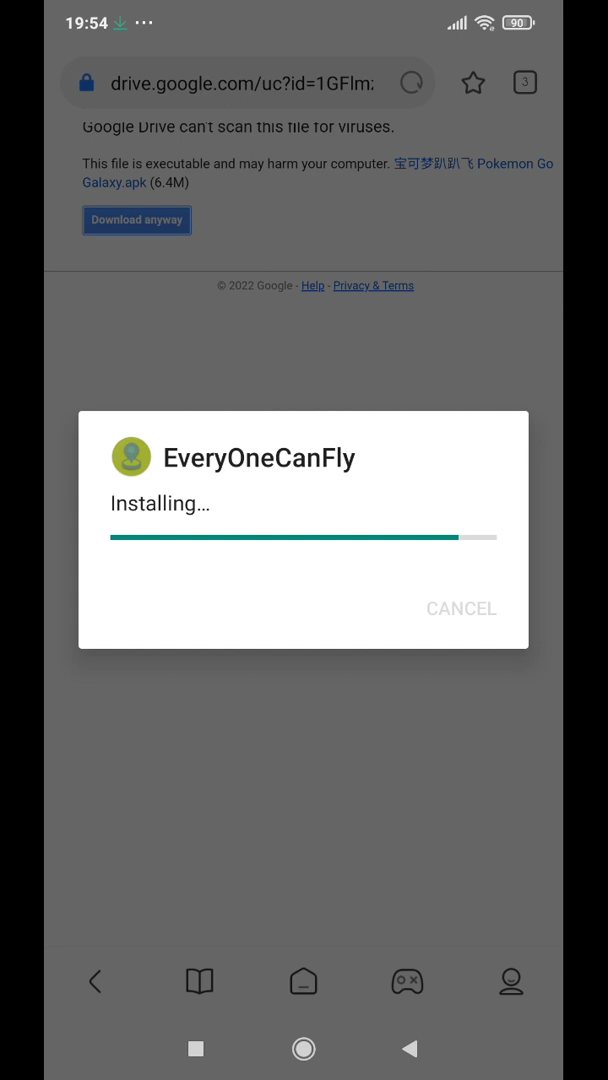 19:54
90
drive.google.com/uc?id=1GFlm
3
Google Drive can't scan this file for viruses.
This file is executable and may harm your computer. 宝可梦趴趴飞 Pokemon Go
Galaxy.apk (6.4M)
Download anyway
© 2022 Google - Help - Privacy & Terms
EveryOneCanFly
Installing...
CANCEL